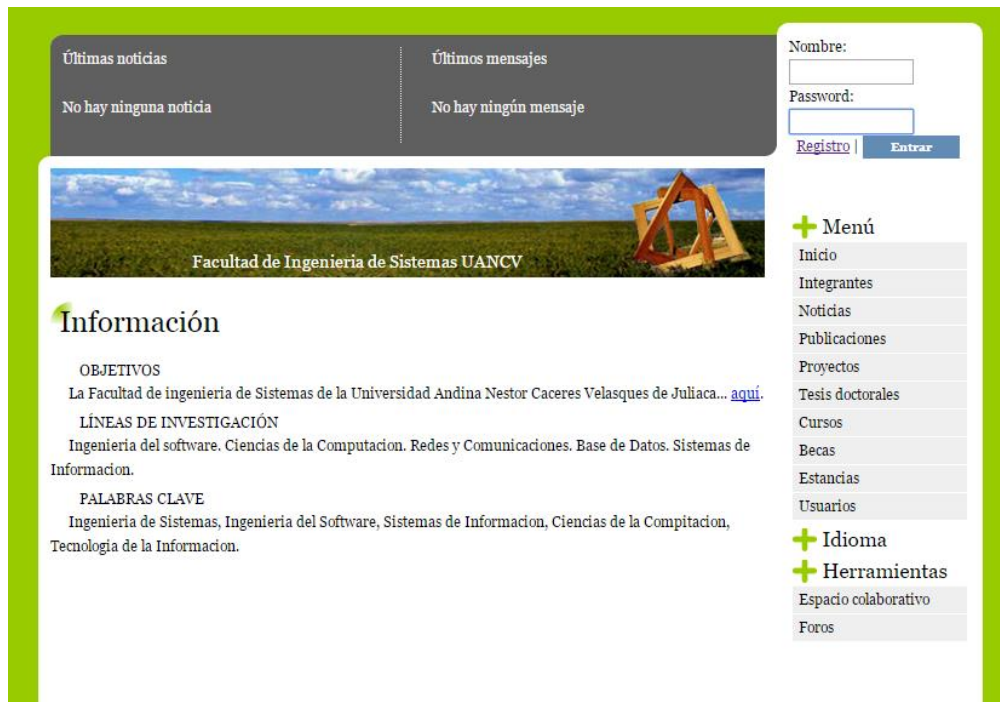 Últimas noticias
No hay ninguna noticia
Últimos mensajes
No hay ningún mensaje
Nombre:
Password:
Registro | Entrar
Facultad de Ingenieria de Sistemas UANCV
Información
OBJETIVOS
La Facultad de ingenieria de Sistemas de la Universidad Andina Nestor Caceres Velasques de Juliaca... aquí.
LÍNEAS DE INVESTIGACIÓN
Ingenieria del software. Ciencias de la Computacion. Redes y Comunicaciones. Base de Datos. Sistemas de
Informacion.
PALABRAS CLAVE
Ingenieria de Sistemas, Ingenieria del Software, Sistemas de Informacion, Ciencias de la Compitacion,
Tecnologia de la Informacion.
Menú
Inicio
Integrantes
Noticias
Publicaciones
Proyectos
Tesis doctorales
Cursos
Becas
Estancias
Usuarios
Idioma
Herramientas
Espacio colaborativo
Foros